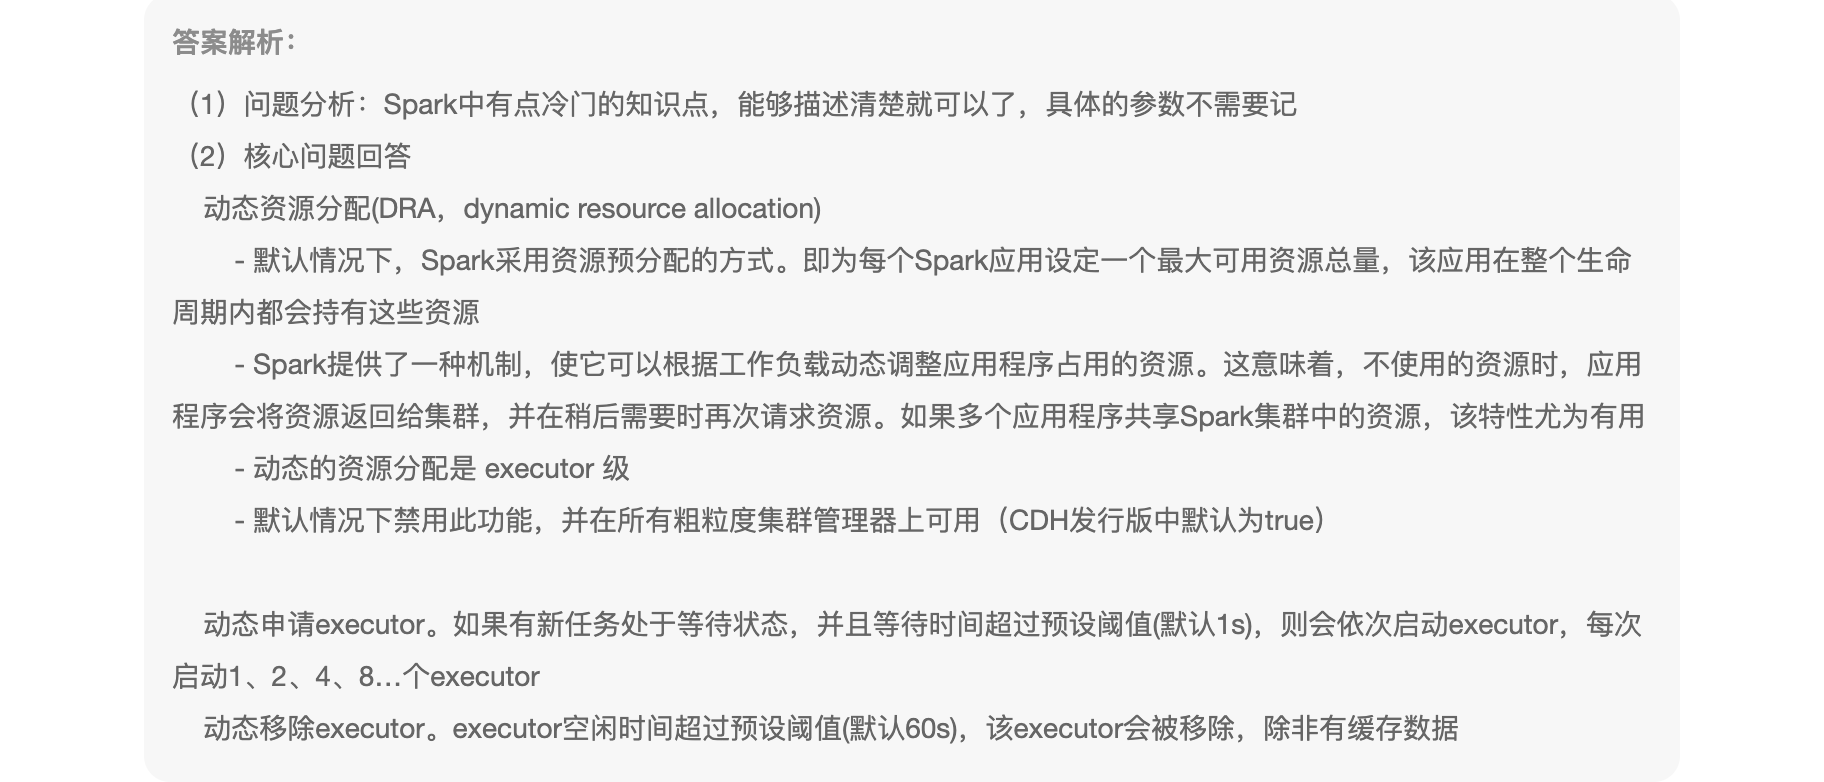 答案解析：
（1）问题分析：Spark中有点冷门的知识点，能够描述清楚就可以了，具体的参数不需要记
（2）核心问题回答
动态资源分配(DRA，dynamic resource allocation)
- 默认情况下，Spark采用资源预分配的方式。即为每个Spark应用设定一个最大可用资源总量，该应用在整个生命
周期内都会持有这些资源
- Spark提供了一种机制，使它可以根据工作负载动态调整应用程序占用的资源。这意味着，不使用的资源时，应用
程序会将资源返回给集群，并在稍后需要时再次请求资源。如果多个应用程序共享Spark集群中的资源，该特性尤为有用
- 动态的资源分配是 executor 级
- 默认情况下禁用此功能，并在所有粗粒度集群管理器上可用（CDH发行版中默认为true）
动态申请executor。如果有新任务处于等待状态，并且等待时间超过预设阈值(默认1s)，则会依次启动executor，每次
启动1、2、4、8…个executor
动态移除executor。executor空闲时间超过预设阈值(默认60s)，该executor会被移除，除非有缓存数据